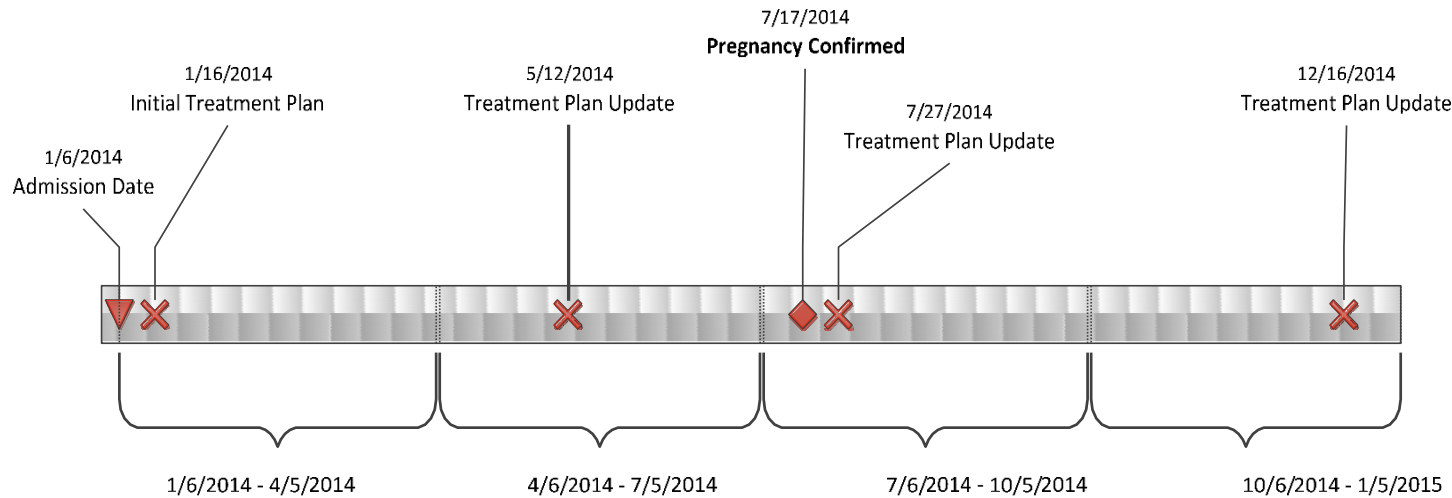 7/17/2014
Pregnancy Confirmed
1/16/2014
Initial Treatment Plan
5/12/2014
Treatment Plan Update
12/16/2014
Treatment Plan Update
7/27/2014
Treatment Plan Update
1/6/2014
Admission Date
1/6/2014 - 4/5/2014
4/6/2014 - 7/5/2014
7/6/2014 - 10/5/2014
10/6/2014 - 1/5/2015